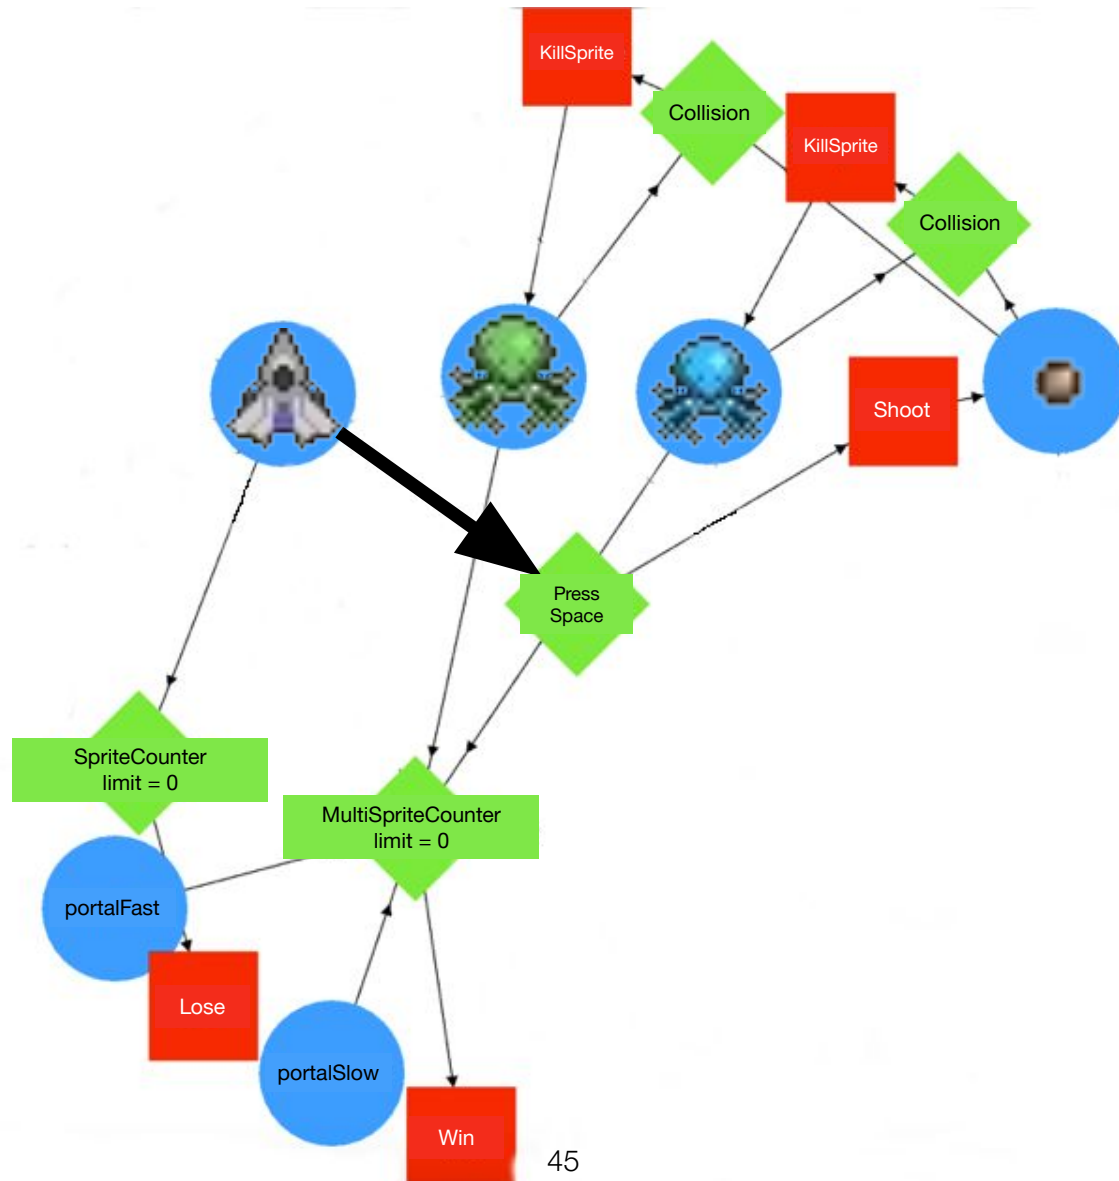 KillSprite
Collision
KillSprite
Collision
Shoot
Press
Space
SpriteCounter
limit = 0
MultiSpriteCounter
limit = 0
portalFast
Lose
portalSlow
Win
45